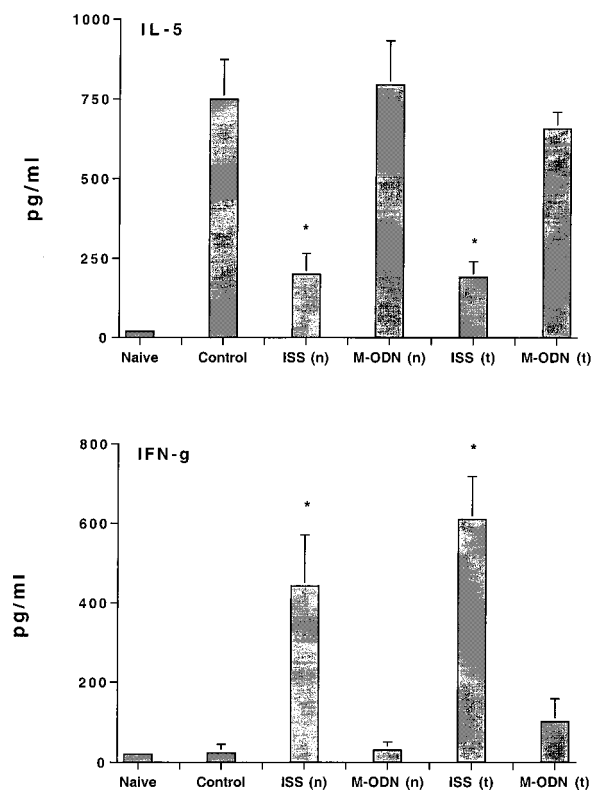 1000
IL-5
750
500
250
0
pg/ml
*
*
Naive Control ISS (n) M-ODN (n) ISS (t) M-ODN (t)
800
IFN-g
600
400
200
0
pg/ml
*
*
Naive Control ISS (n) M-ODN (n) ISS (t) M-ODN (t)